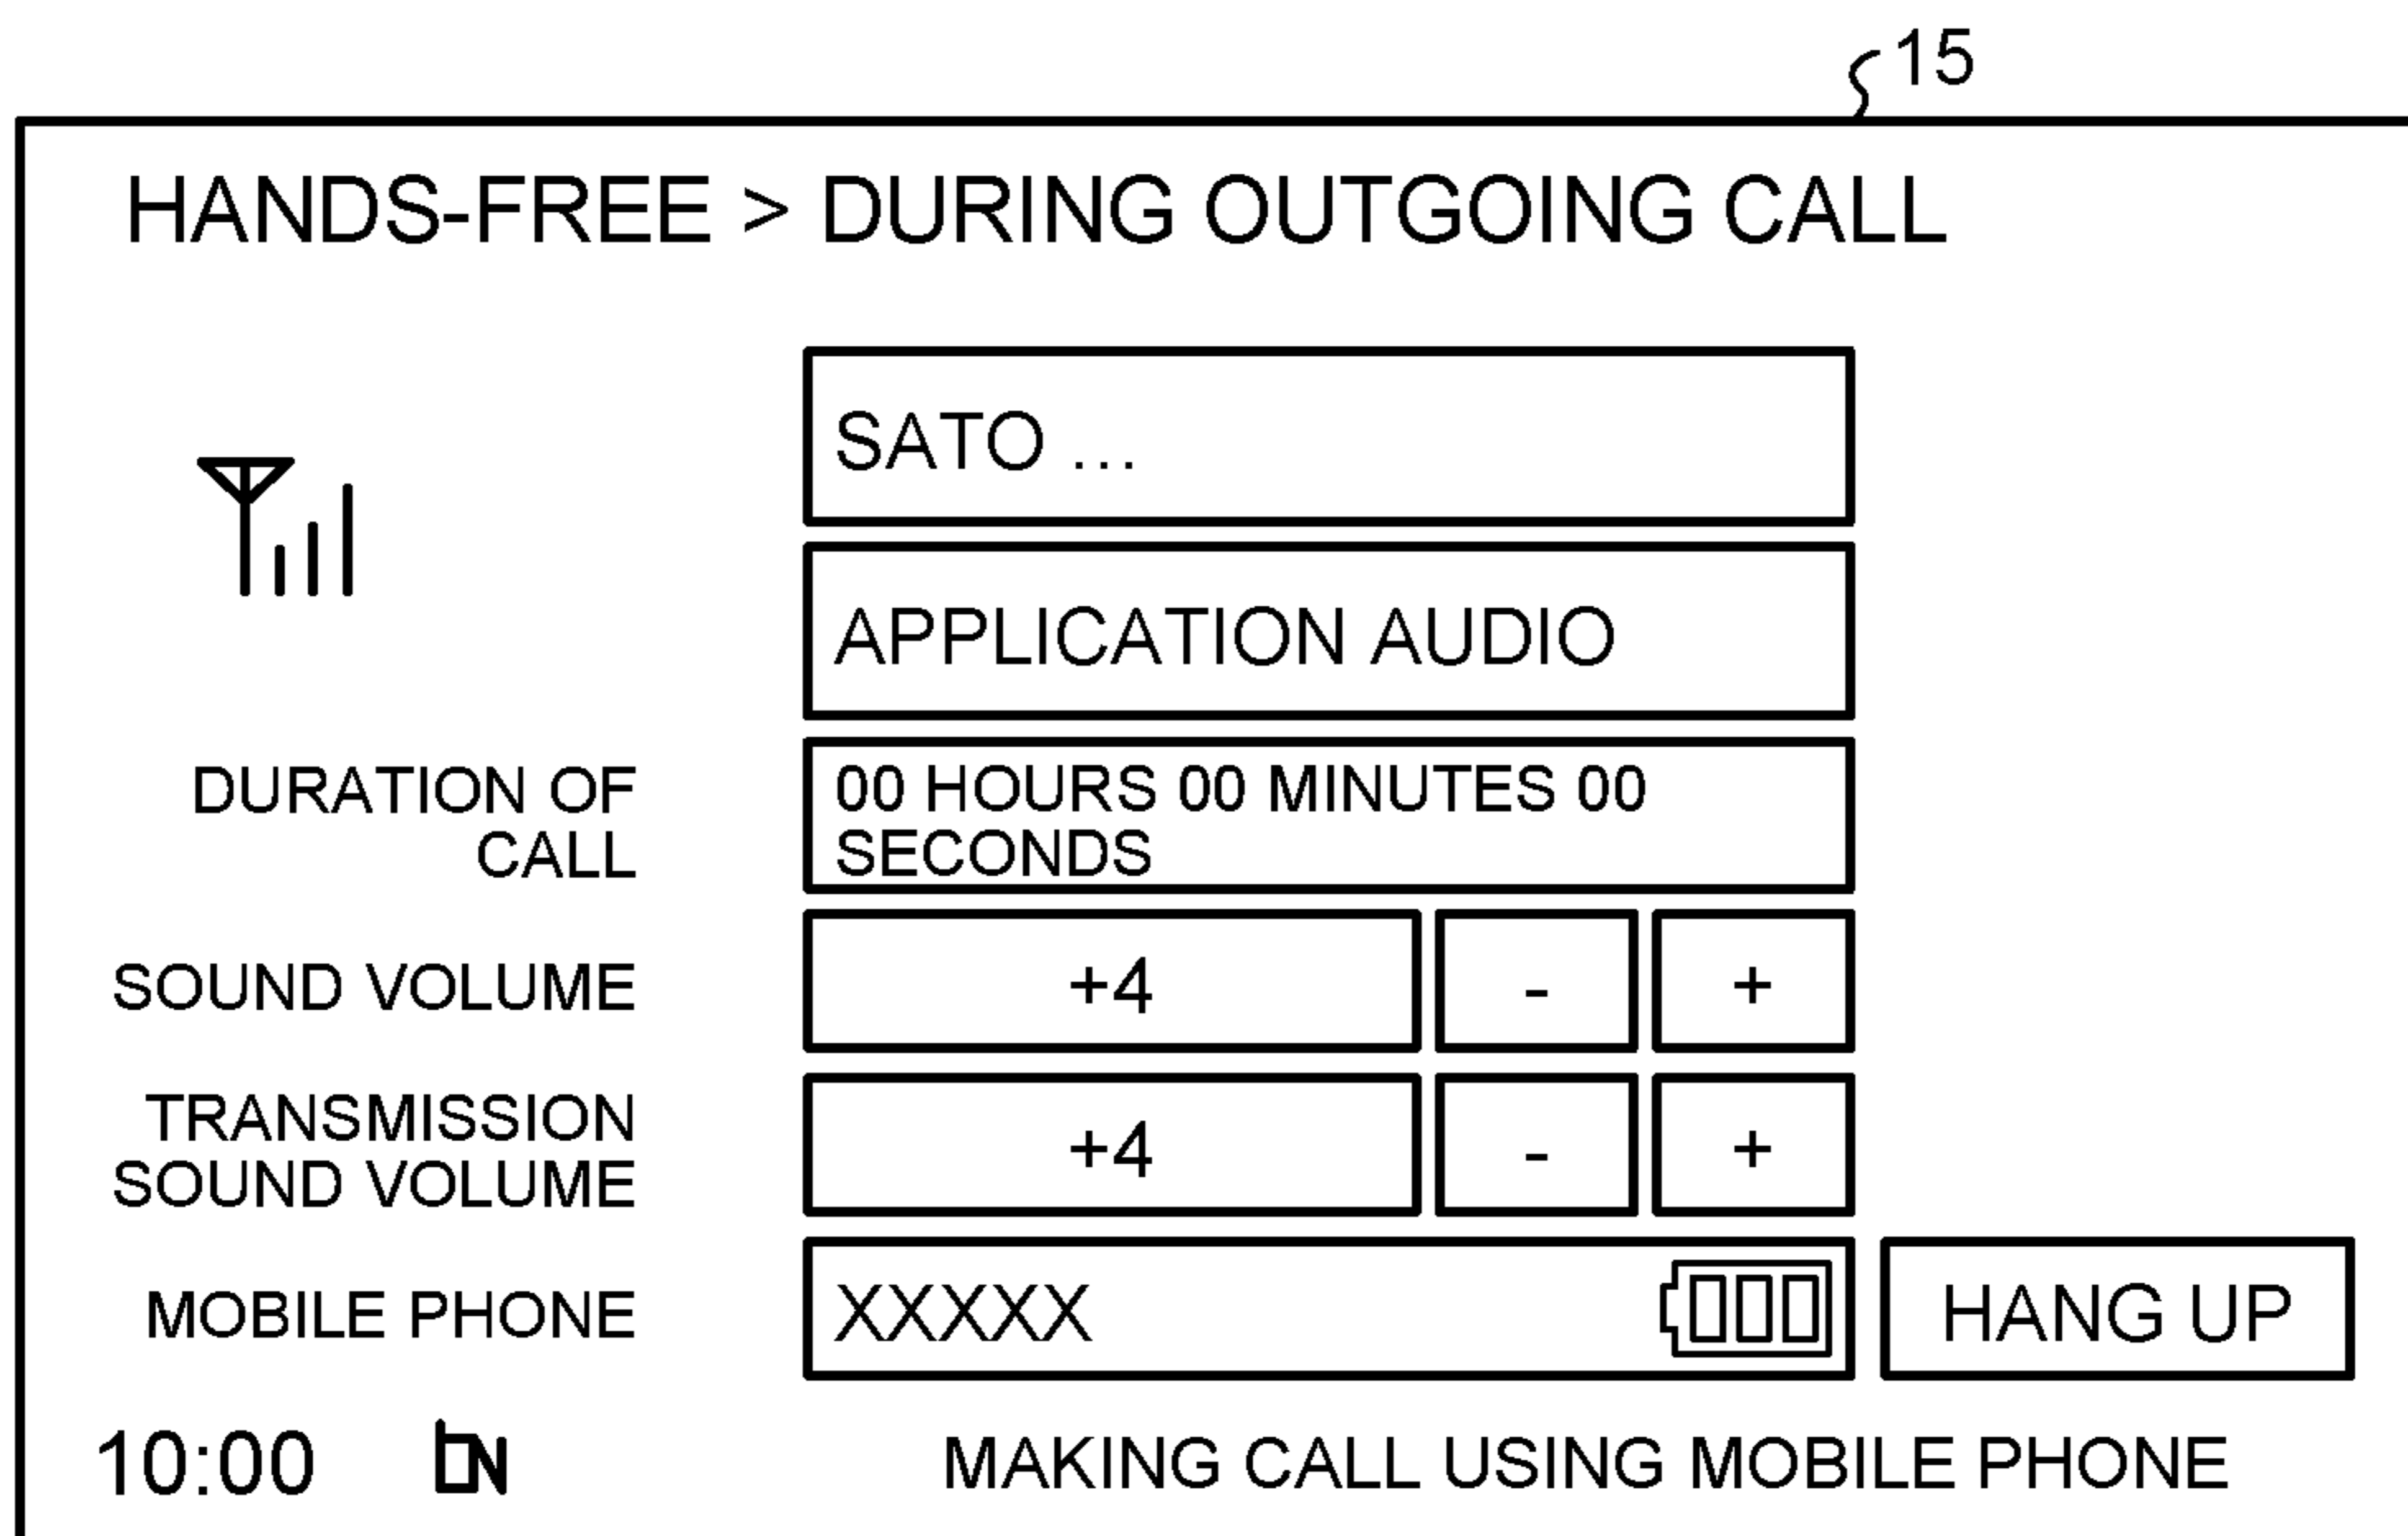 15
HANDS-FREE > DURING OUTGOING CALL
SATO ...
APPLICATION AUDIO
DURATION OF
CALL
00 HOURS 00 MINUTES 00
SECONDS
SOUND VOLUME
+4
-
+
TRANSMISSION
SOUND VOLUME
+4
-
+
MOBILE PHONE
XXXXX
HANG UP
10:00
MAKING CALL USING MOBILE PHONE